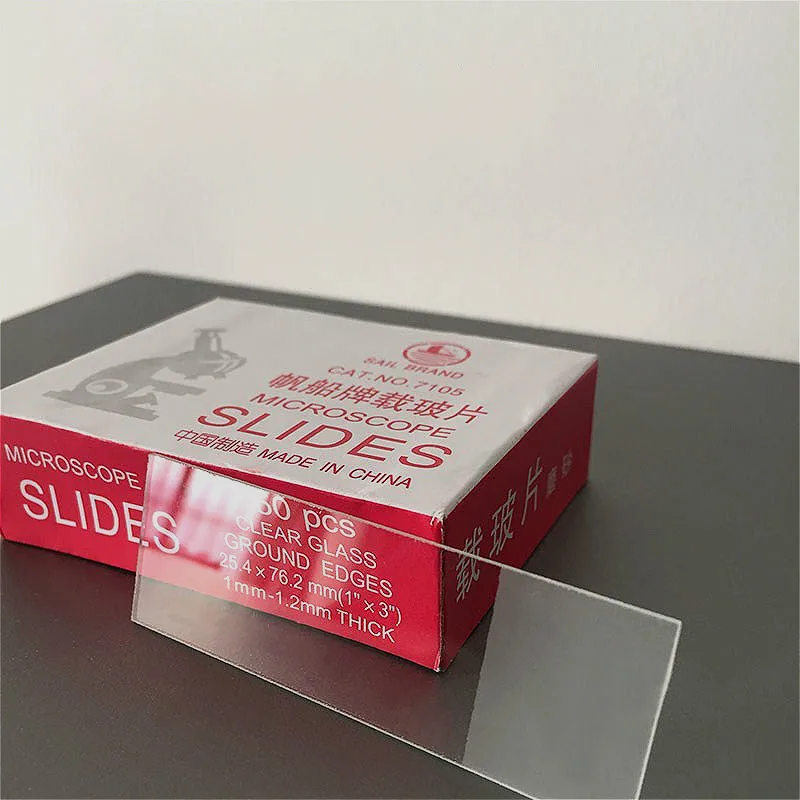 SAIL BRAND
CAT.NO.7105
帆船牌载玻片
MICROSCOPE
SLIDES
中国制造 MADE IN CHINA
MICROSCOPE
SLIDES
50 pcs
CLEAR GLASS
GROUND EDGES
25.4×76.2 mm(1"×3")
1mm-1.2mm THICK
载玻片